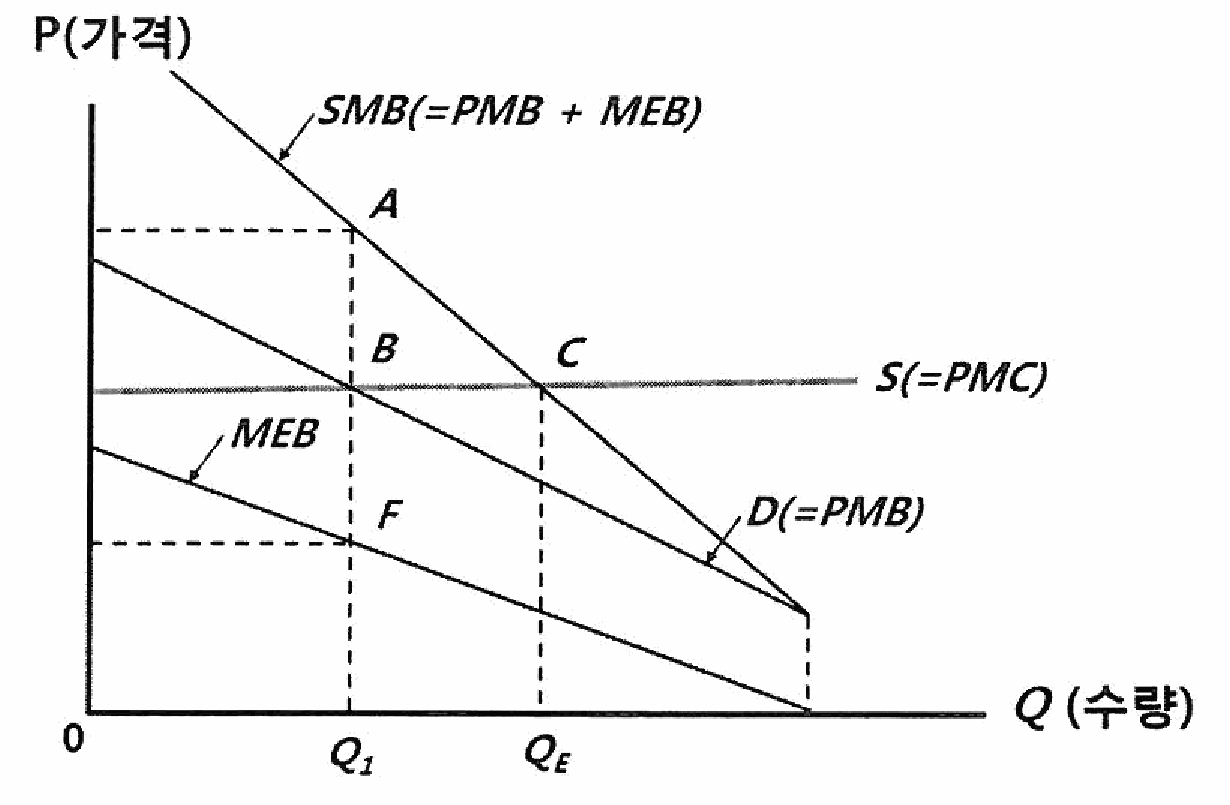 P(가격)
SMB(=PMB + MEB)
A
B
C
S(=PMC)
MEB
F
D(=PMB)
0
Q1
QE
Q (수량)